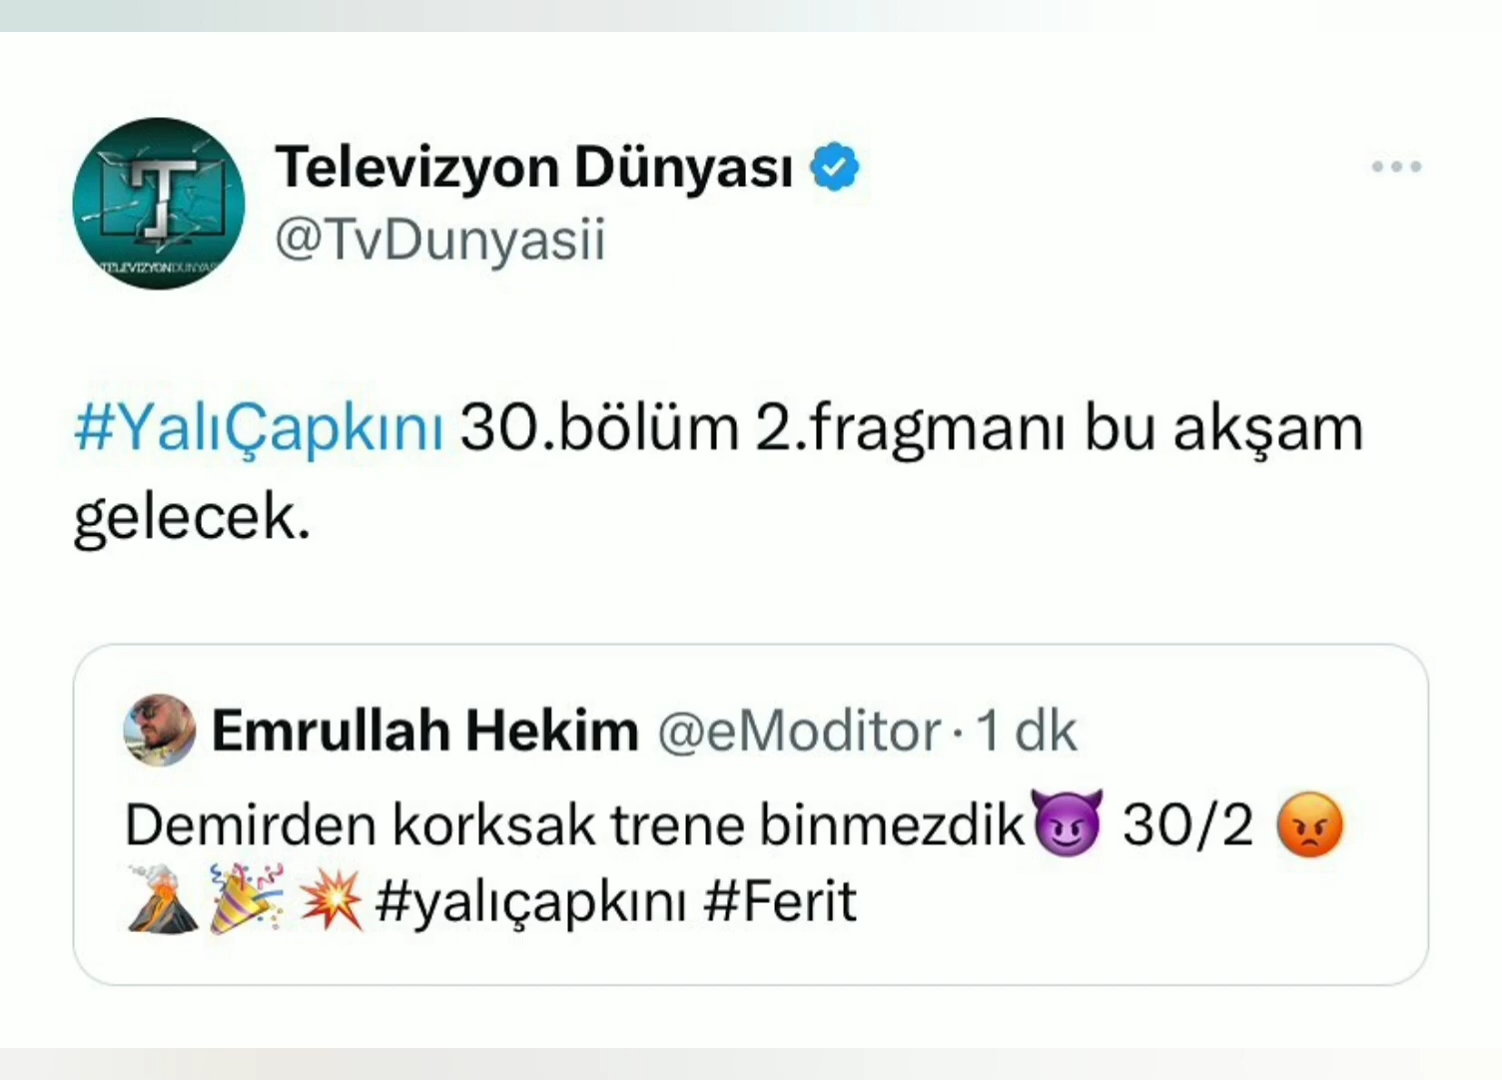 Televizyon Dünyası
@TvDunyasii
#YalıÇapkını 30.bölüm 2.fragmanı bu akşam
gelecek.
Emrullah Hekim @eModitor · 1 dk
Demirden korksak trene binmezdik😈 30/2 😡
🌋🎉💥 #yalıçapkını #Ferit